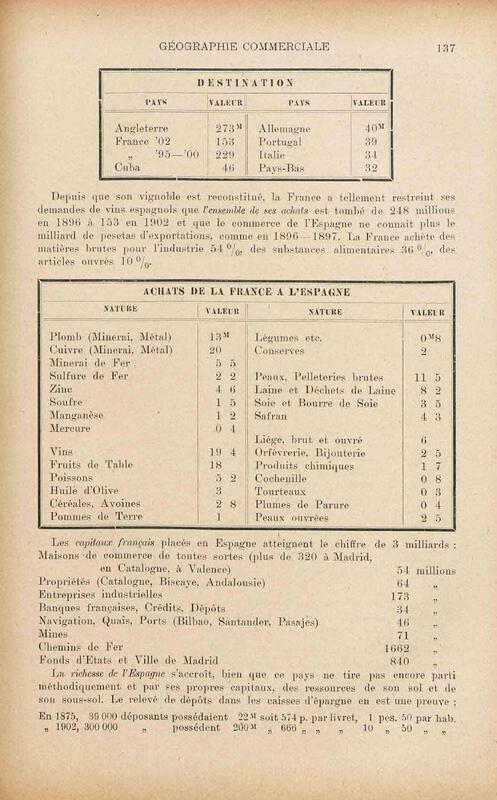 GÉOGRAPHIE COMMERCIALE 137
DESTINATION
PAYS VALEUR PAYS VALEUR
Angleterre 273M Allemagne 40M
France '02 153 Portugal 39
„ '95—'00 229 Italie 34
Cuba 46 Pays-Bas 32
Depuis que son vignoble est reconstitué, la France a tellement restreint ses
demandes de vins espagnols que l'ensemble de ses achats est tombé de 248 millions
en 1896 à 153 en 1902 et que le commerce de l'Espagne ne connaît plus le
milliard de pesetas d'exportations, comme en 1896—1897. La France achète des
matières brutes pour l'industrie 54 %, des substances alimentaires 36 %, des
articles ouvrés 10 %.
ACHATS DE LA FRANCE A L'ESPAGNE
NATURE VALEUR NATURE VALEUR
Plomb (Minerai, Métal) 13M Légumes etc. 0M8
Cuivre (Minerai, Métal) 20 Conserves 2
Minerai de Fer 5 5
Sulfure de Fer 2 2 Peaux, Pelleteries brutes 11 5
Zinc 4 6 Laine et Déchets de Laine 8 2
Soufre 1 5 Soie et Bourre de Soie 3 5
Manganèse 1 2 Safran 4 3
Mercure 0 4
Liége, brut et ouvré 6
Vins 19 4 Orfévrerie, Bijouterie 2 5
Fruits de Table 18 Produits chimiques 1 7
Poissons 5 2 Cochenille 0 8
Huile d'Olive 3 Tourteaux 0 3
Céréales, Avoines 2 8 Plumes de Parure 0 4
Pommes de Terre 1 Peaux ouvrées 2 5
Les capitaux français placés en Espagne atteignent le chiffre de 3 milliards :
Maisons de commerce de toutes sortes (plus de 320 à Madrid,
en Catalogne, à Valence) 54 millions
Propriétés (Catalogne, Biscaye, Andalousie) 64 „
Entreprises industrielles 173 „
Banques françaises, Crédits, Dépôts 34 „
Navigation, Quais, Ports (Bilbao, Santander, Pasajès) 46 „
Mines 71 „
Chemins de Fer 1662 „
Fonds d'Etats et Ville de Madrid 840 „
La richesse de l'Espagne s'accroît, bien que ce pays ne tire pas encore parti
méthodiquement et par ses propres capitaux, des ressources de son sol et de
son sous-sol. Le relevé de dépôts dans les caisses d'épargne en est une preuve ;
En 1875, 39 000 déposants possédaient 22M soit 574 p. par livret, 1 pes. 50 par hab.
„ 1902, 300 000 „ possédent 200M „ 666 „ „ „ 10 „ 50 „ „